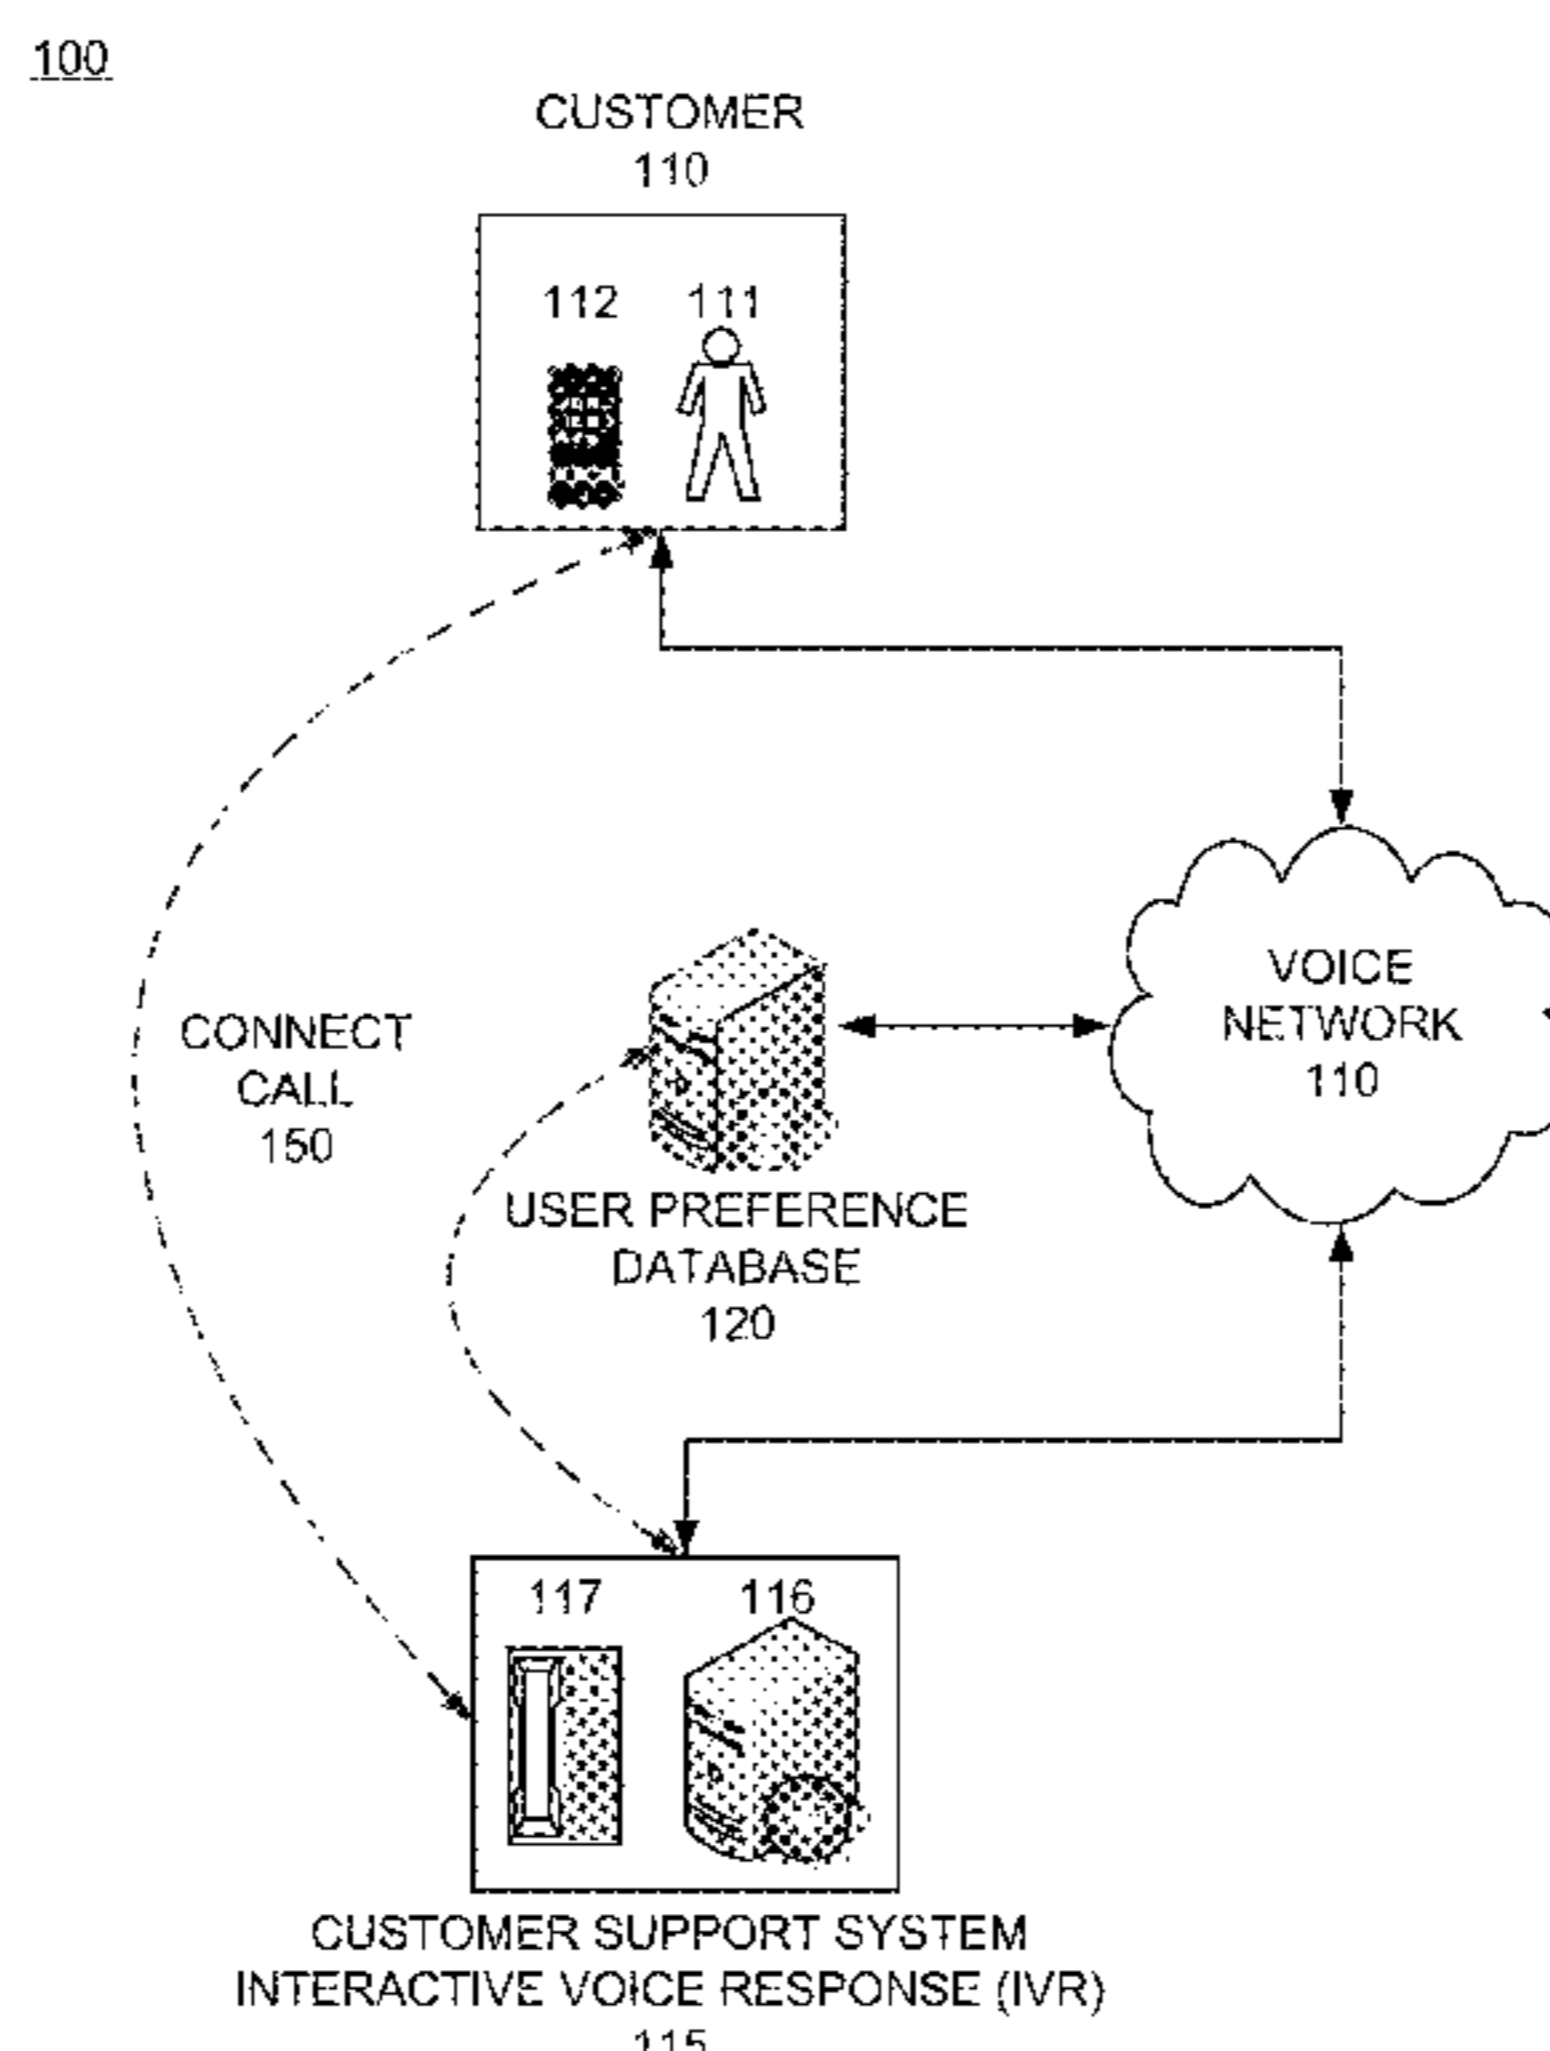 100
CUSTOMER
110
112
111
CONNECT
CALL
150
VOICE
NETWORK
110
USER PREFERENCE
DATABASE
120
117
116
CUSTOMER SUPPORT SYSTEM
INTERACTIVE VOICE RESPONSE (IVR)
115